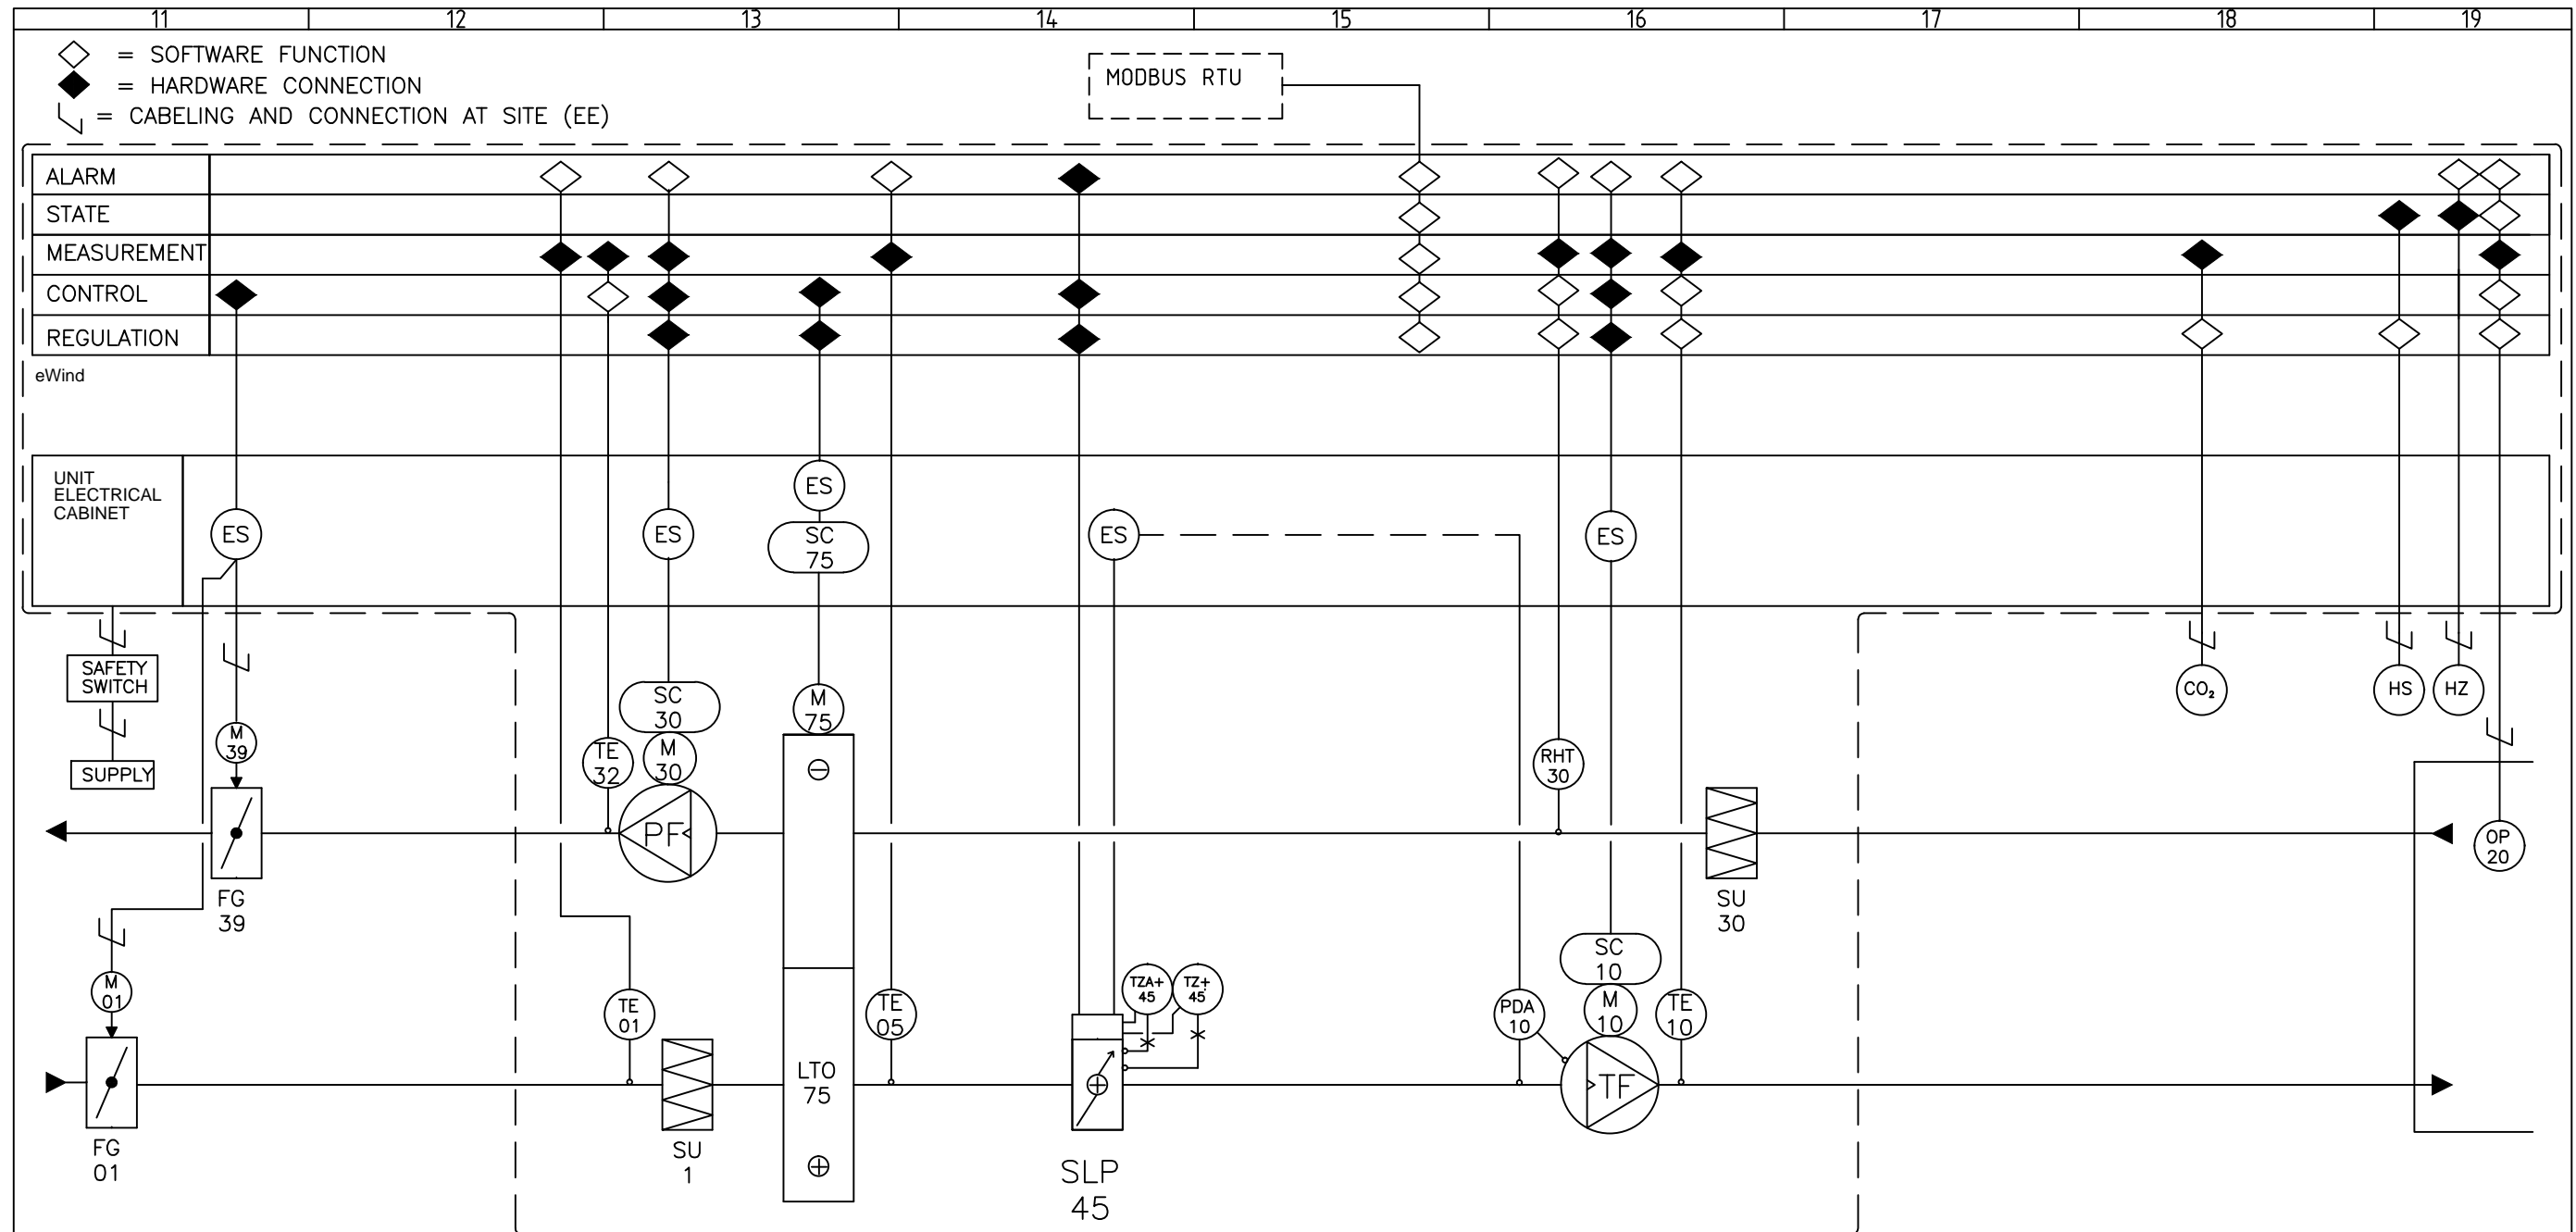 11 12 13 14 15 16 17 18 19
= SOFTWARE FUNCTION
= HARDWARE CONNECTION
= CABELING AND CONNECTION AT SITE (EE)
MODBUS RTU
ALARM
STATE
MEASUREMENT
CONTROL
REGULATION
eWind
UNIT
ELECTRICAL
CABINET
ES
ES
ES
SC
75
ES
ES
SAFETY
SWITCH
SUPPLY
M
39
SC
30
M
30
TE
32
M
75
RHT
30
CO₂
HS
HZ
PF
OP
20
FG
39
SU
30
M
01
TE
01
TE
05
TZA+
45
TZ+
45
PDA
10
SC
10
M
10
TE
10
LTO
75
TF
FG
01
SU
1
SLP
45